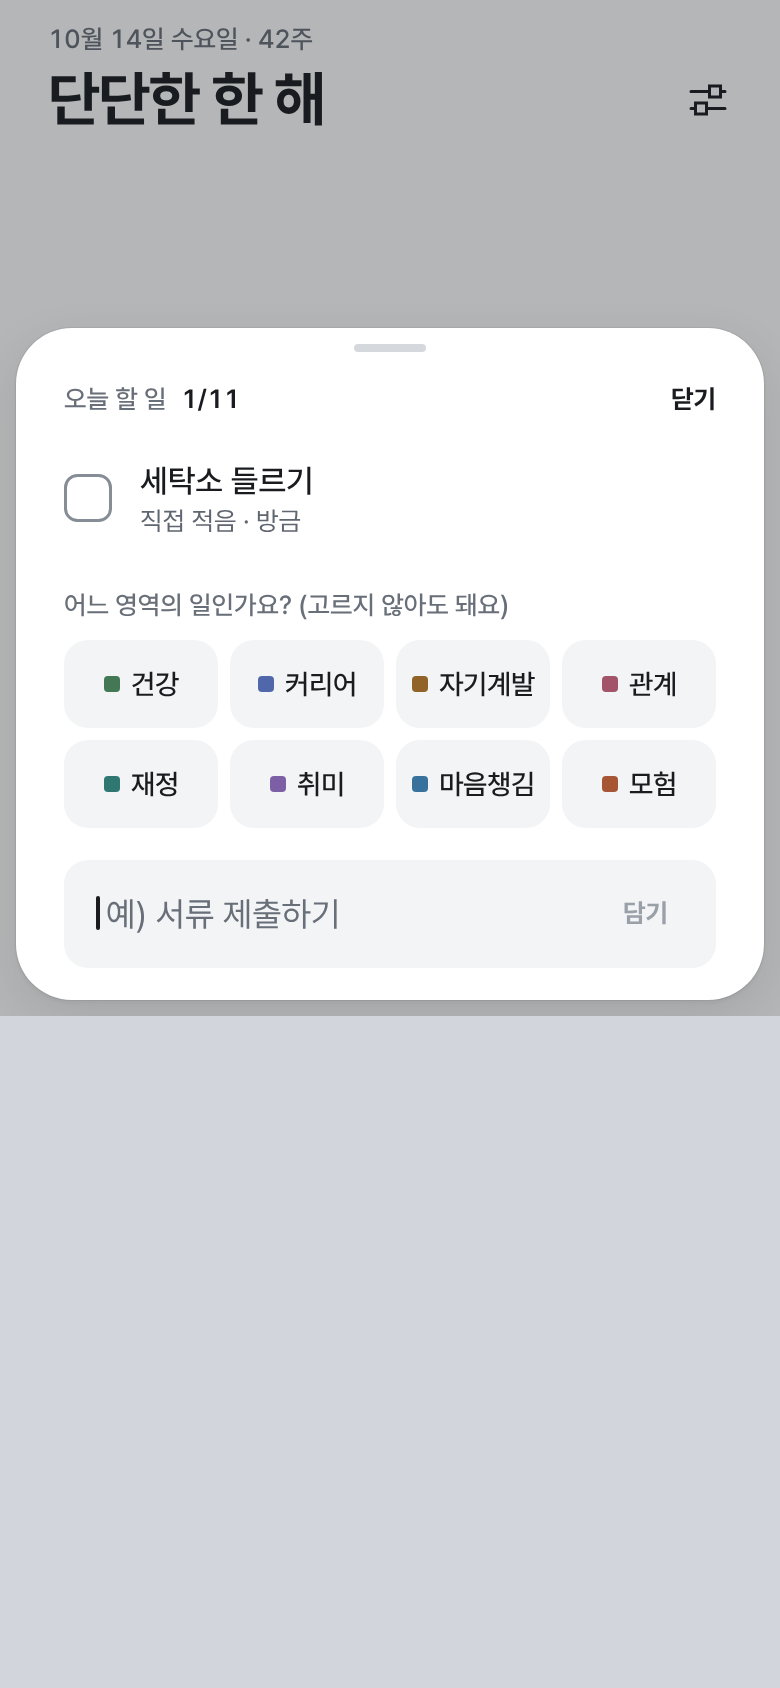 10월 14일 수요일 · 42주
단단한 한 해
오늘 할 일 1/11
닫기
세탁소 들르기
직접 적음 · 방금
어느 영역의 일인가요? (고르지 않아도 돼요)
건강 커리어 자기계발 관계
재정 취미 마음챙김 모험
예) 서류 제출하기 담기